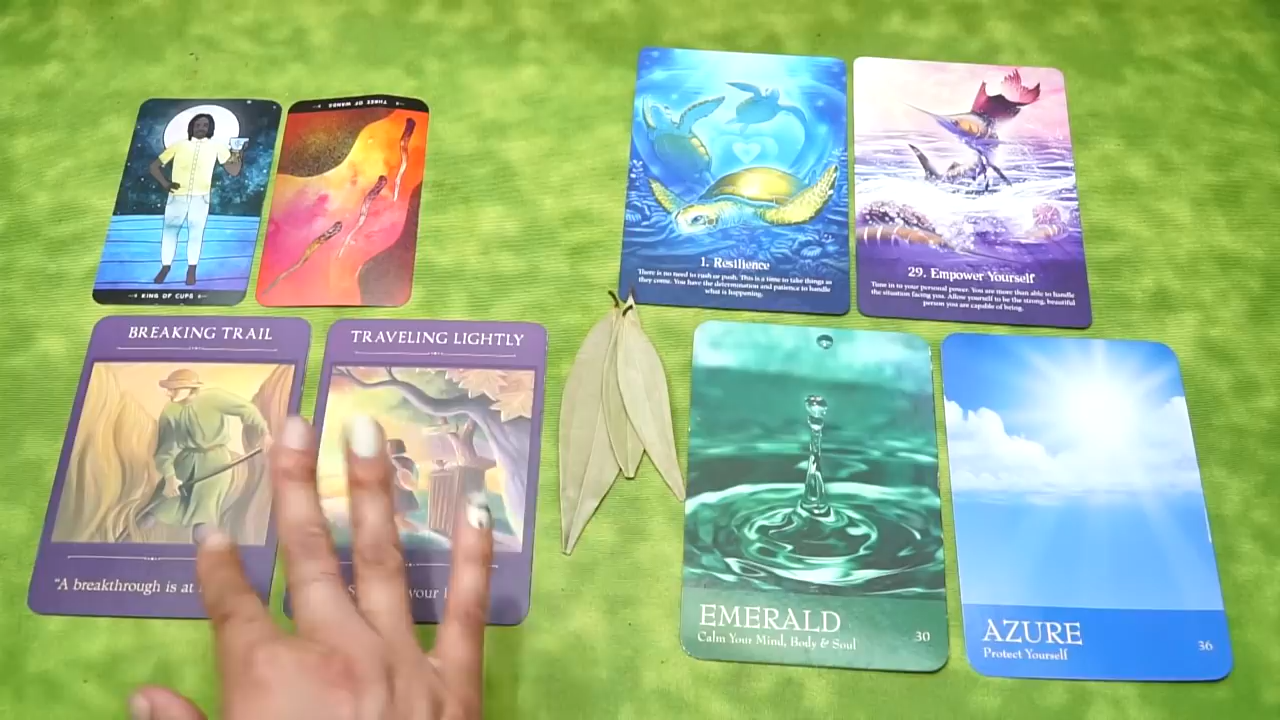 KING OF CUPS
THREE OF WANDS
1. Resilience
There is no need to rush or push. This is a time to take things as
they come. You have the determination and patience to handle
what is happening.
29. Empower Yourself
Tune in to your personal power. You are more than able to handle
the situation facing you. Allow yourself to be the strong, beautiful
person you are capable of being.
BREAKING TRAIL
"A breakthrough is at
TRAVELING LIGHTLY
your
EMERALD
Calm Your Mind, Body & Soul
30
AZURE
Protect Yourself
36